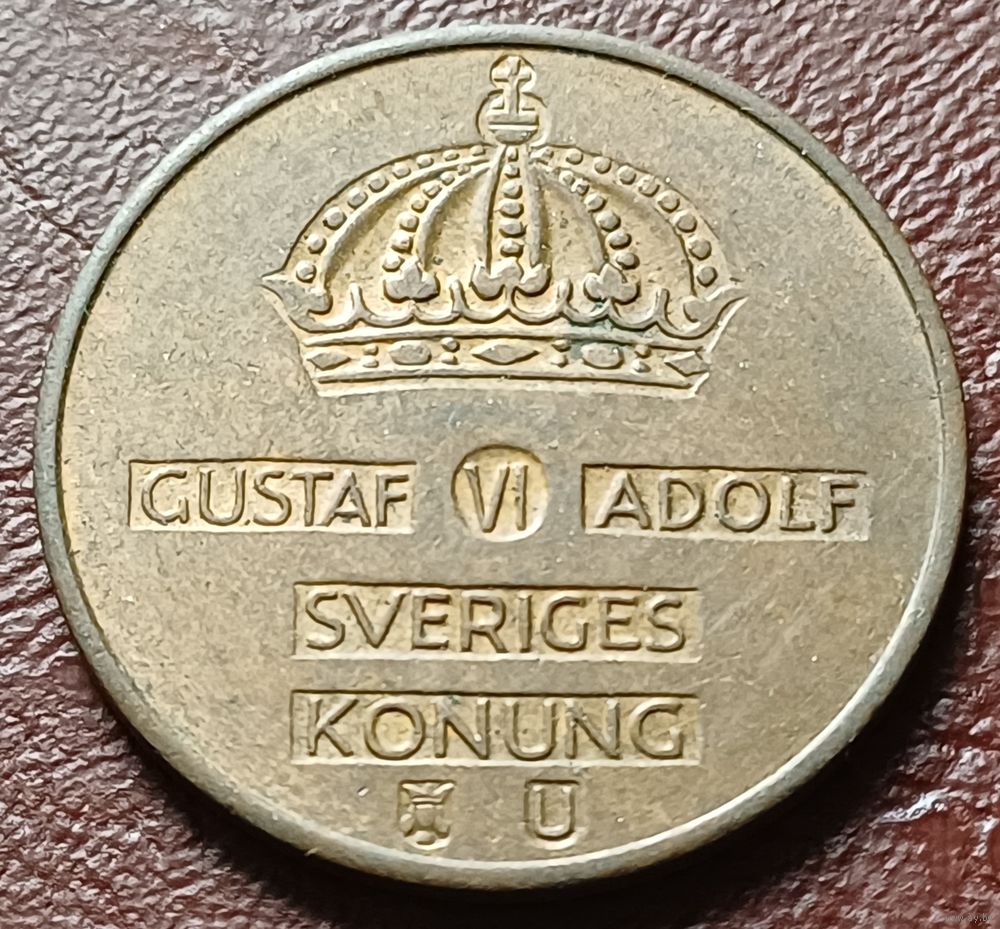 GUSTAF VI ADOLF
SVERIGES
KONUNG
U